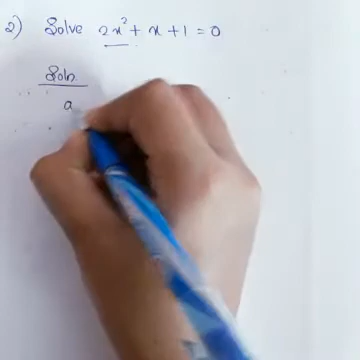 2) Solve 2x² + x + 1 = 0
Soln
a